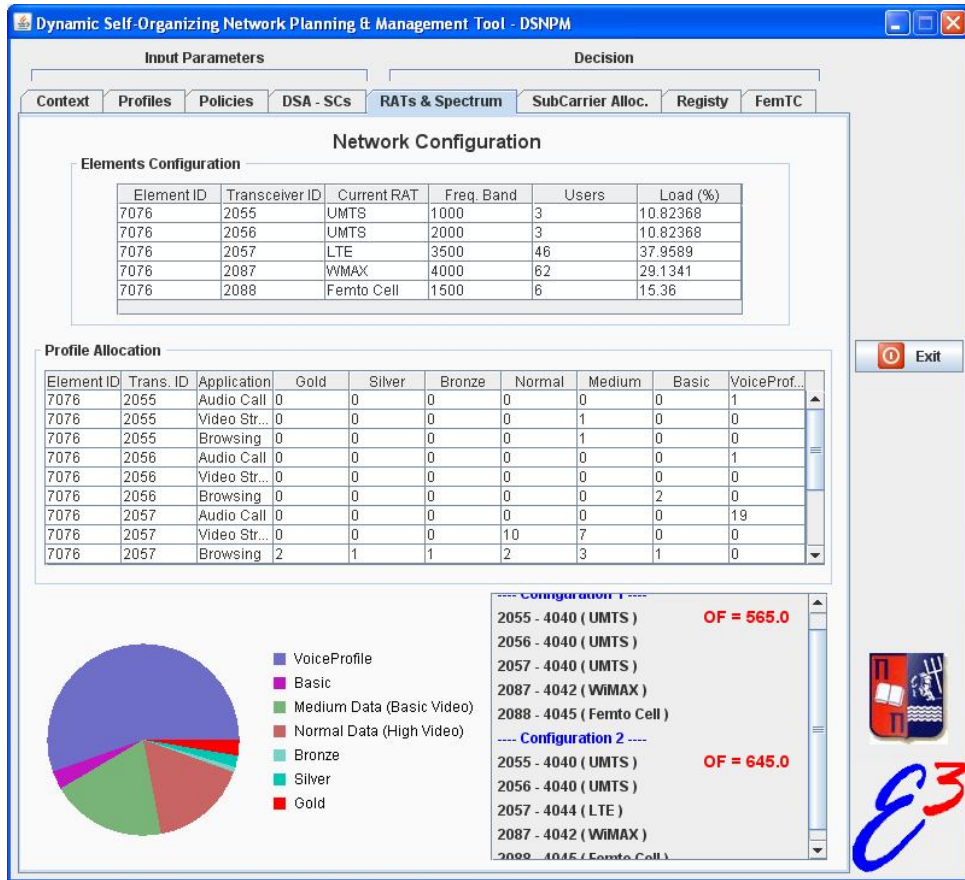 Dynamic Self-Organizing Network Planning & Management Tool - DSNPM
Input Parameters Decision
Context Profiles Policies DSA - SCs RATs & Spectrum SubCarrier Alloc. Registy FemTC
Network Configuration
Elements Configuration
Element ID Transceiver ID Current RAT Freq. Band Users Load (%)
7076 2055 UMTS 1000 3 10.82368
7076 2056 UMTS 2000 3 10.82368
7076 2057 LTE 3500 46 37.9589
7076 2087 WMAX 4000 62 29.1341
7076 2088 Femto Cell 1500 6 15.36
Exit
Profile Allocation
Element ID Trans. ID Application Gold Silver Bronze Normal Medium Basic VoiceProf...
7076 2055 Audio Call 0 0 0 0 0 0 1
7076 2055 Video Str... 0 0 0 0 1 0 0
7076 2055 Browsing 0 0 0 0 1 0 0
7076 2056 Audio Call 0 0 0 0 0 0 1
7076 2056 Video Str... 0 0 0 0 0 0 0
7076 2056 Browsing 0 0 0 0 0 2 0
7076 2057 Audio Call 0 0 0 0 0 0 19
7076 2057 Video Str... 0 0 0 10 7 0 0
7076 2057 Browsing 2 1 1 2 3 1 0
VoiceProfile
Basic
Medium Data (Basic Video)
Normal Data (High Video)
Bronze
Silver
Gold
---- Configuration 1 ----
2055 - 4040 ( UMTS ) OF = 565.0
2056 - 4040 ( UMTS )
2057 - 4040 ( UMTS )
2087 - 4042 ( WiMAX )
2088 - 4045 ( Femto Cell )
---- Configuration 2 ----
2055 - 4040 ( UMTS ) OF = 645.0
2056 - 4040 ( UMTS )
2057 - 4044 ( LTE )
2087 - 4042 ( WiMAX )
2088 - 4045 ( Femto Cell )
Π
Π
E3